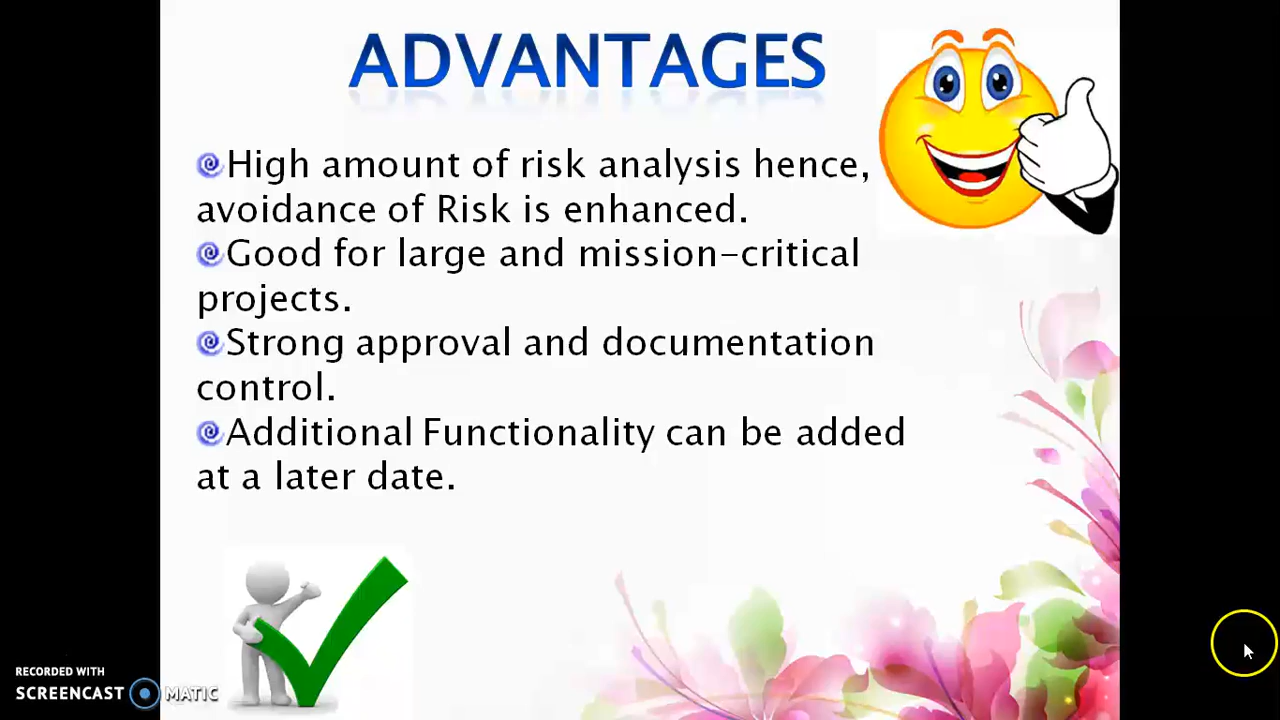 ADVANTAGES
High amount of risk analysis hence,
avoidance of Risk is enhanced.
Good for large and mission-critical
projects.
Strong approval and documentation
control.
Additional Functionality can be added
at a later date.
RECORDED WITH
SCREENCAST MATIC